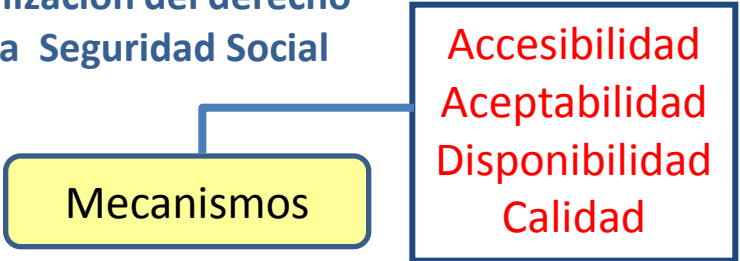 del derecho
a Seguridad Social
Accesibilidad
Aceptabilidad
Disponibilidad
Calidad
Mecanismos